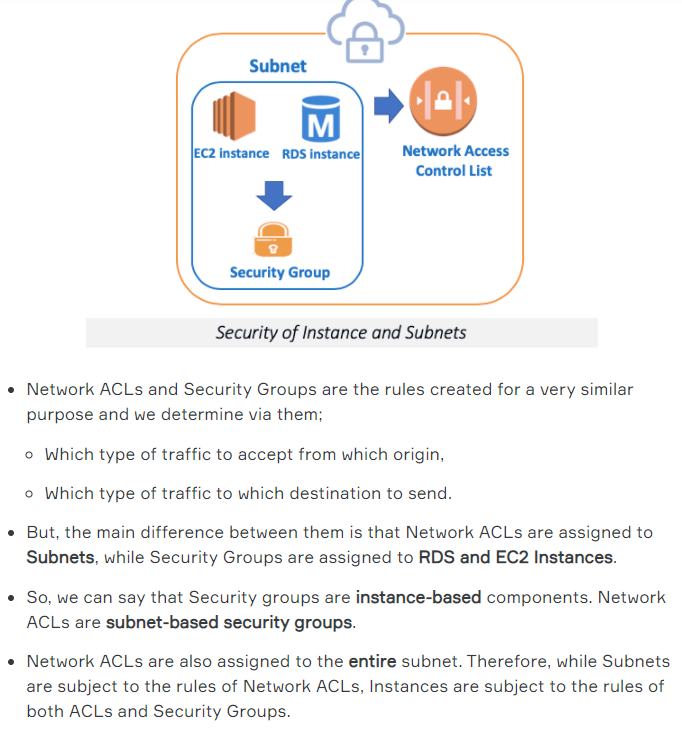 Subnet
M
EC2 instance RDS instance
Network Access
Control List
Security Group
Security of Instance and Subnets
Network ACLs and Security Groups are the rules created for a very similar
purpose and we determine via them;
Which type of traffic to accept from which origin,
Which type of traffic to which destination to send.
But, the main difference between them is that Network ACLs are assigned to
Subnets, while Security Groups are assigned to RDS and EC2 Instances.
So, we can say that Security groups are instance-based components. Network
ACLs are subnet-based security groups.
Network ACLs are also assigned to the entire subnet. Therefore, while Subnets
are subject to the rules of Network ACLs, Instances are subject to the rules of
both ACLs and Security Groups.